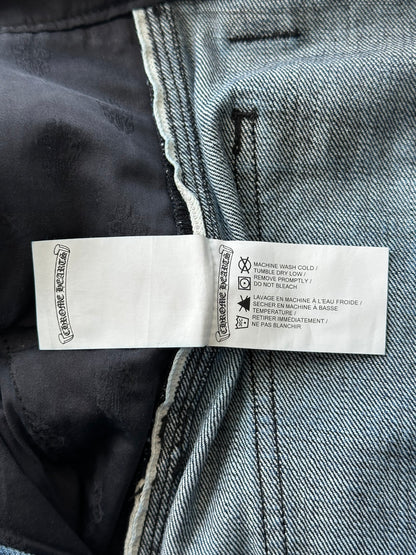 CHROME HEARTS
CHROME HEARTS
MACHINE WASH COLD /
TUMBLE DRY LOW /
REMOVE PROMPTLY /
DO NOT BLEACH
LAVAGE EN MACHINE À L'EAU FROIDE /
SECHER EN MACHINE À BASSE
TEMPERATURE /
RETIRER IMMÉDIATEMENT /
NE PAS BLANCHIR